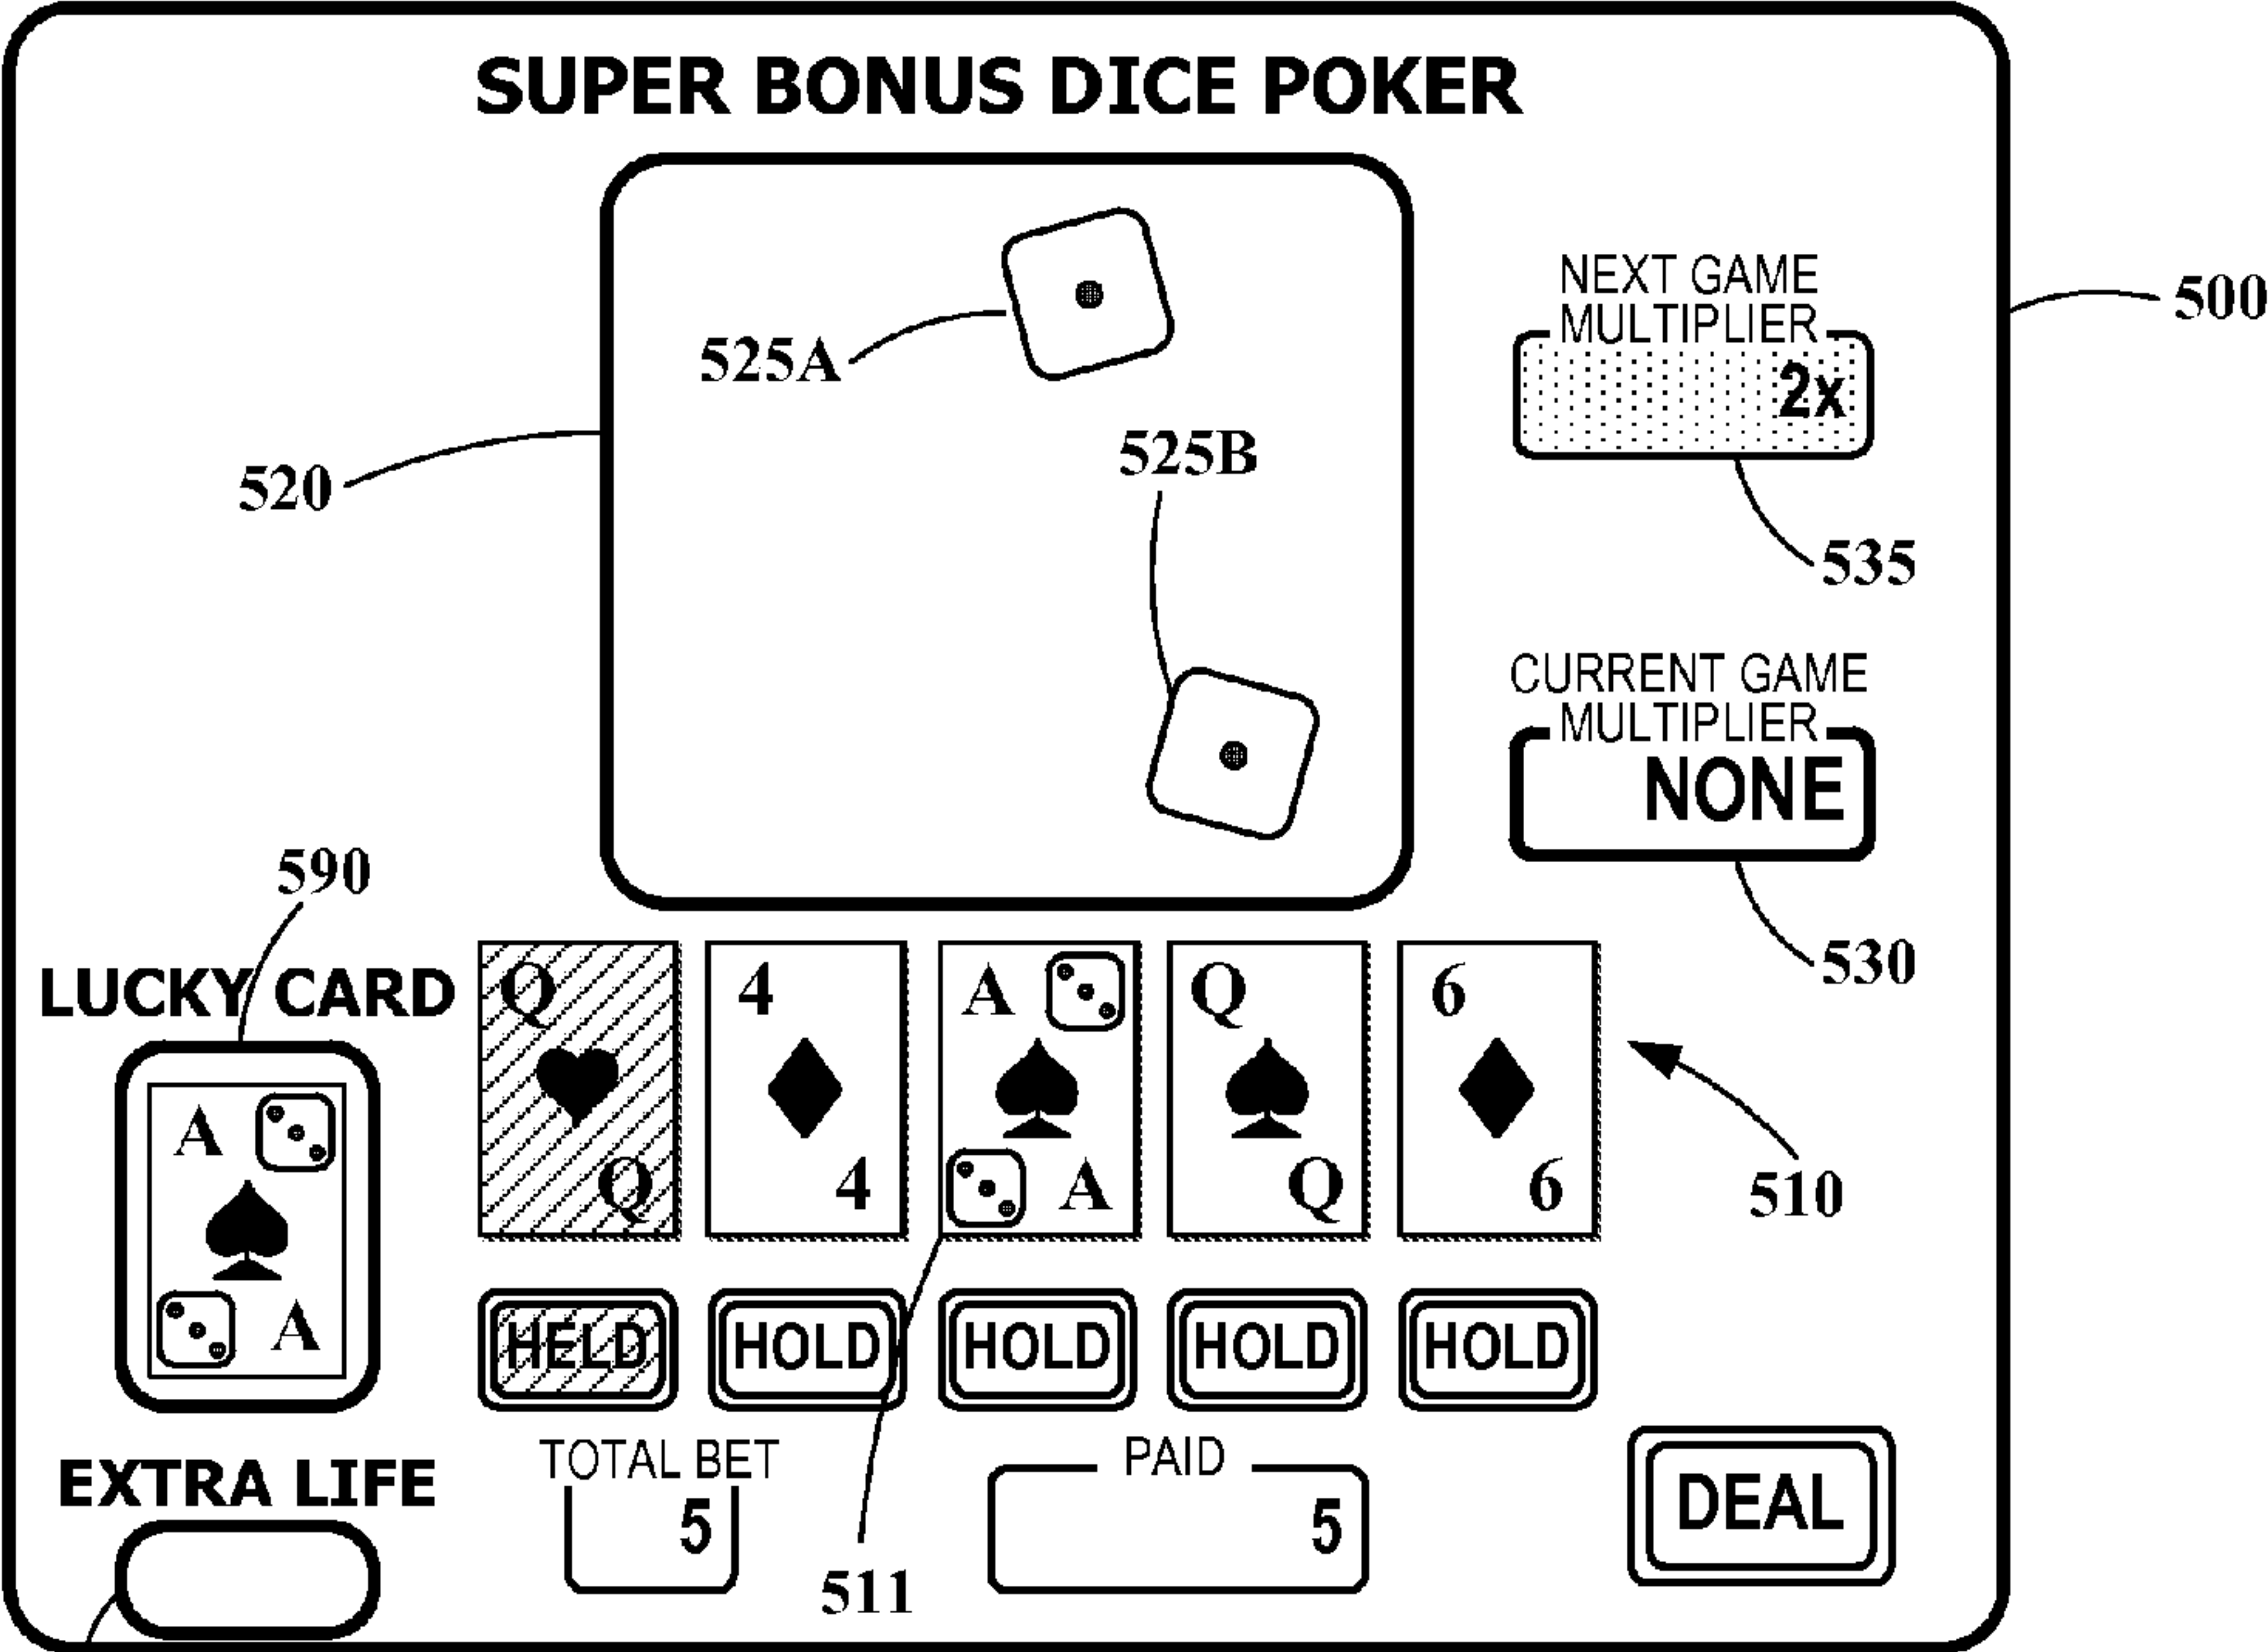 SUPER BONUS DICE POKER
NEXT GAME
MULTIPLIER
2x
500
525A
525B
520
535
CURRENT GAME
MULTIPLIER
NONE
530
590
LUCKY CARD
A
A
Q
Q
4
4
A
A
Q
Q
6
6
510
HELD
HOLD
HOLD
HOLD
HOLD
EXTRA LIFE
TOTAL BET
5
511
PAID
5
DEAL